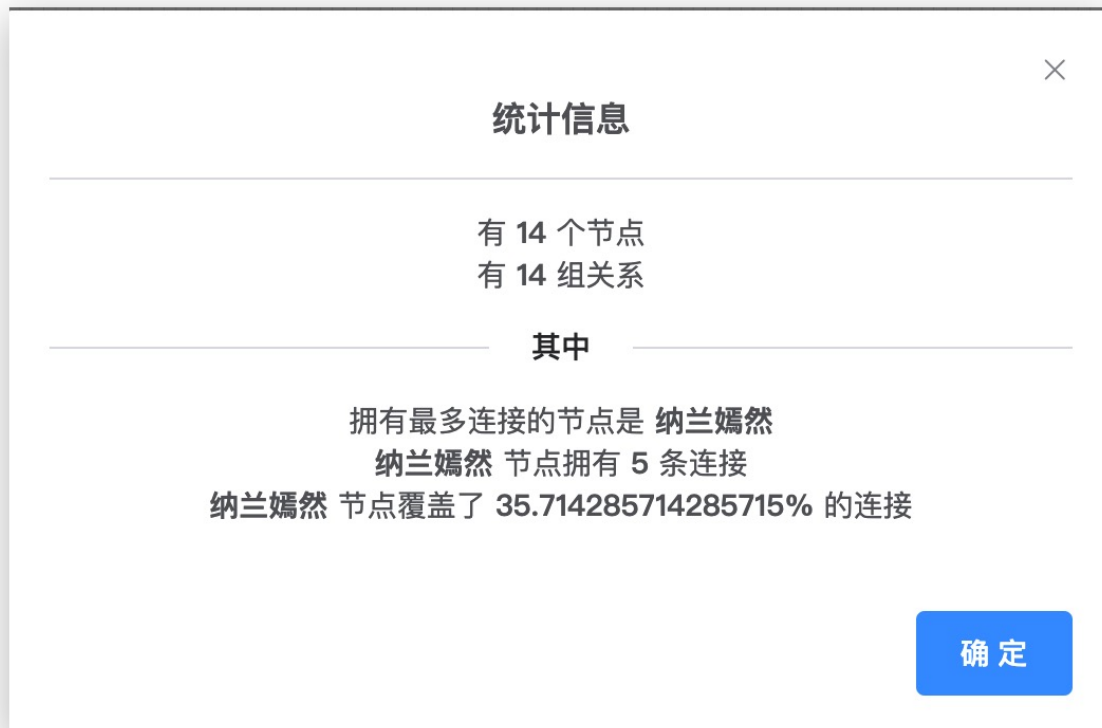 统计信息
有 14 个节点
有 14 组关系
其中
拥有最多连接的节点是 纳兰嫣然
纳兰嫣然 节点拥有 5 条连接
纳兰嫣然 节点覆盖了 35.714285714285715% 的连接
确 定